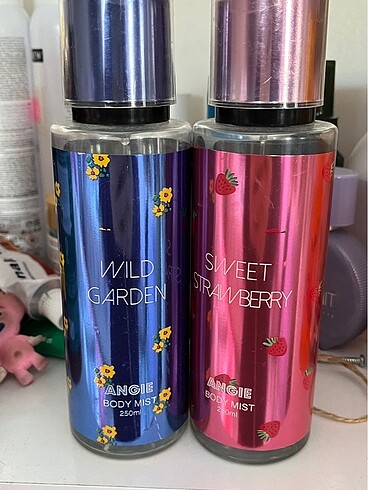 WILD
GARDEN
ANGIE
BODY MIST
250ml
SWEET
STRAWBERRY
ANGIE
BODY MIST
250ml